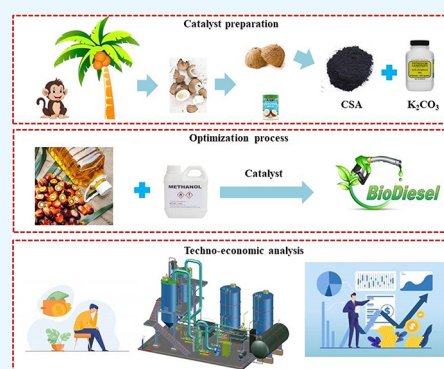 Catalyst preparation
CSA
K2CO3
Optimization process
METHANOL
Catalyst
BioDiesel
Techno-economic analysis